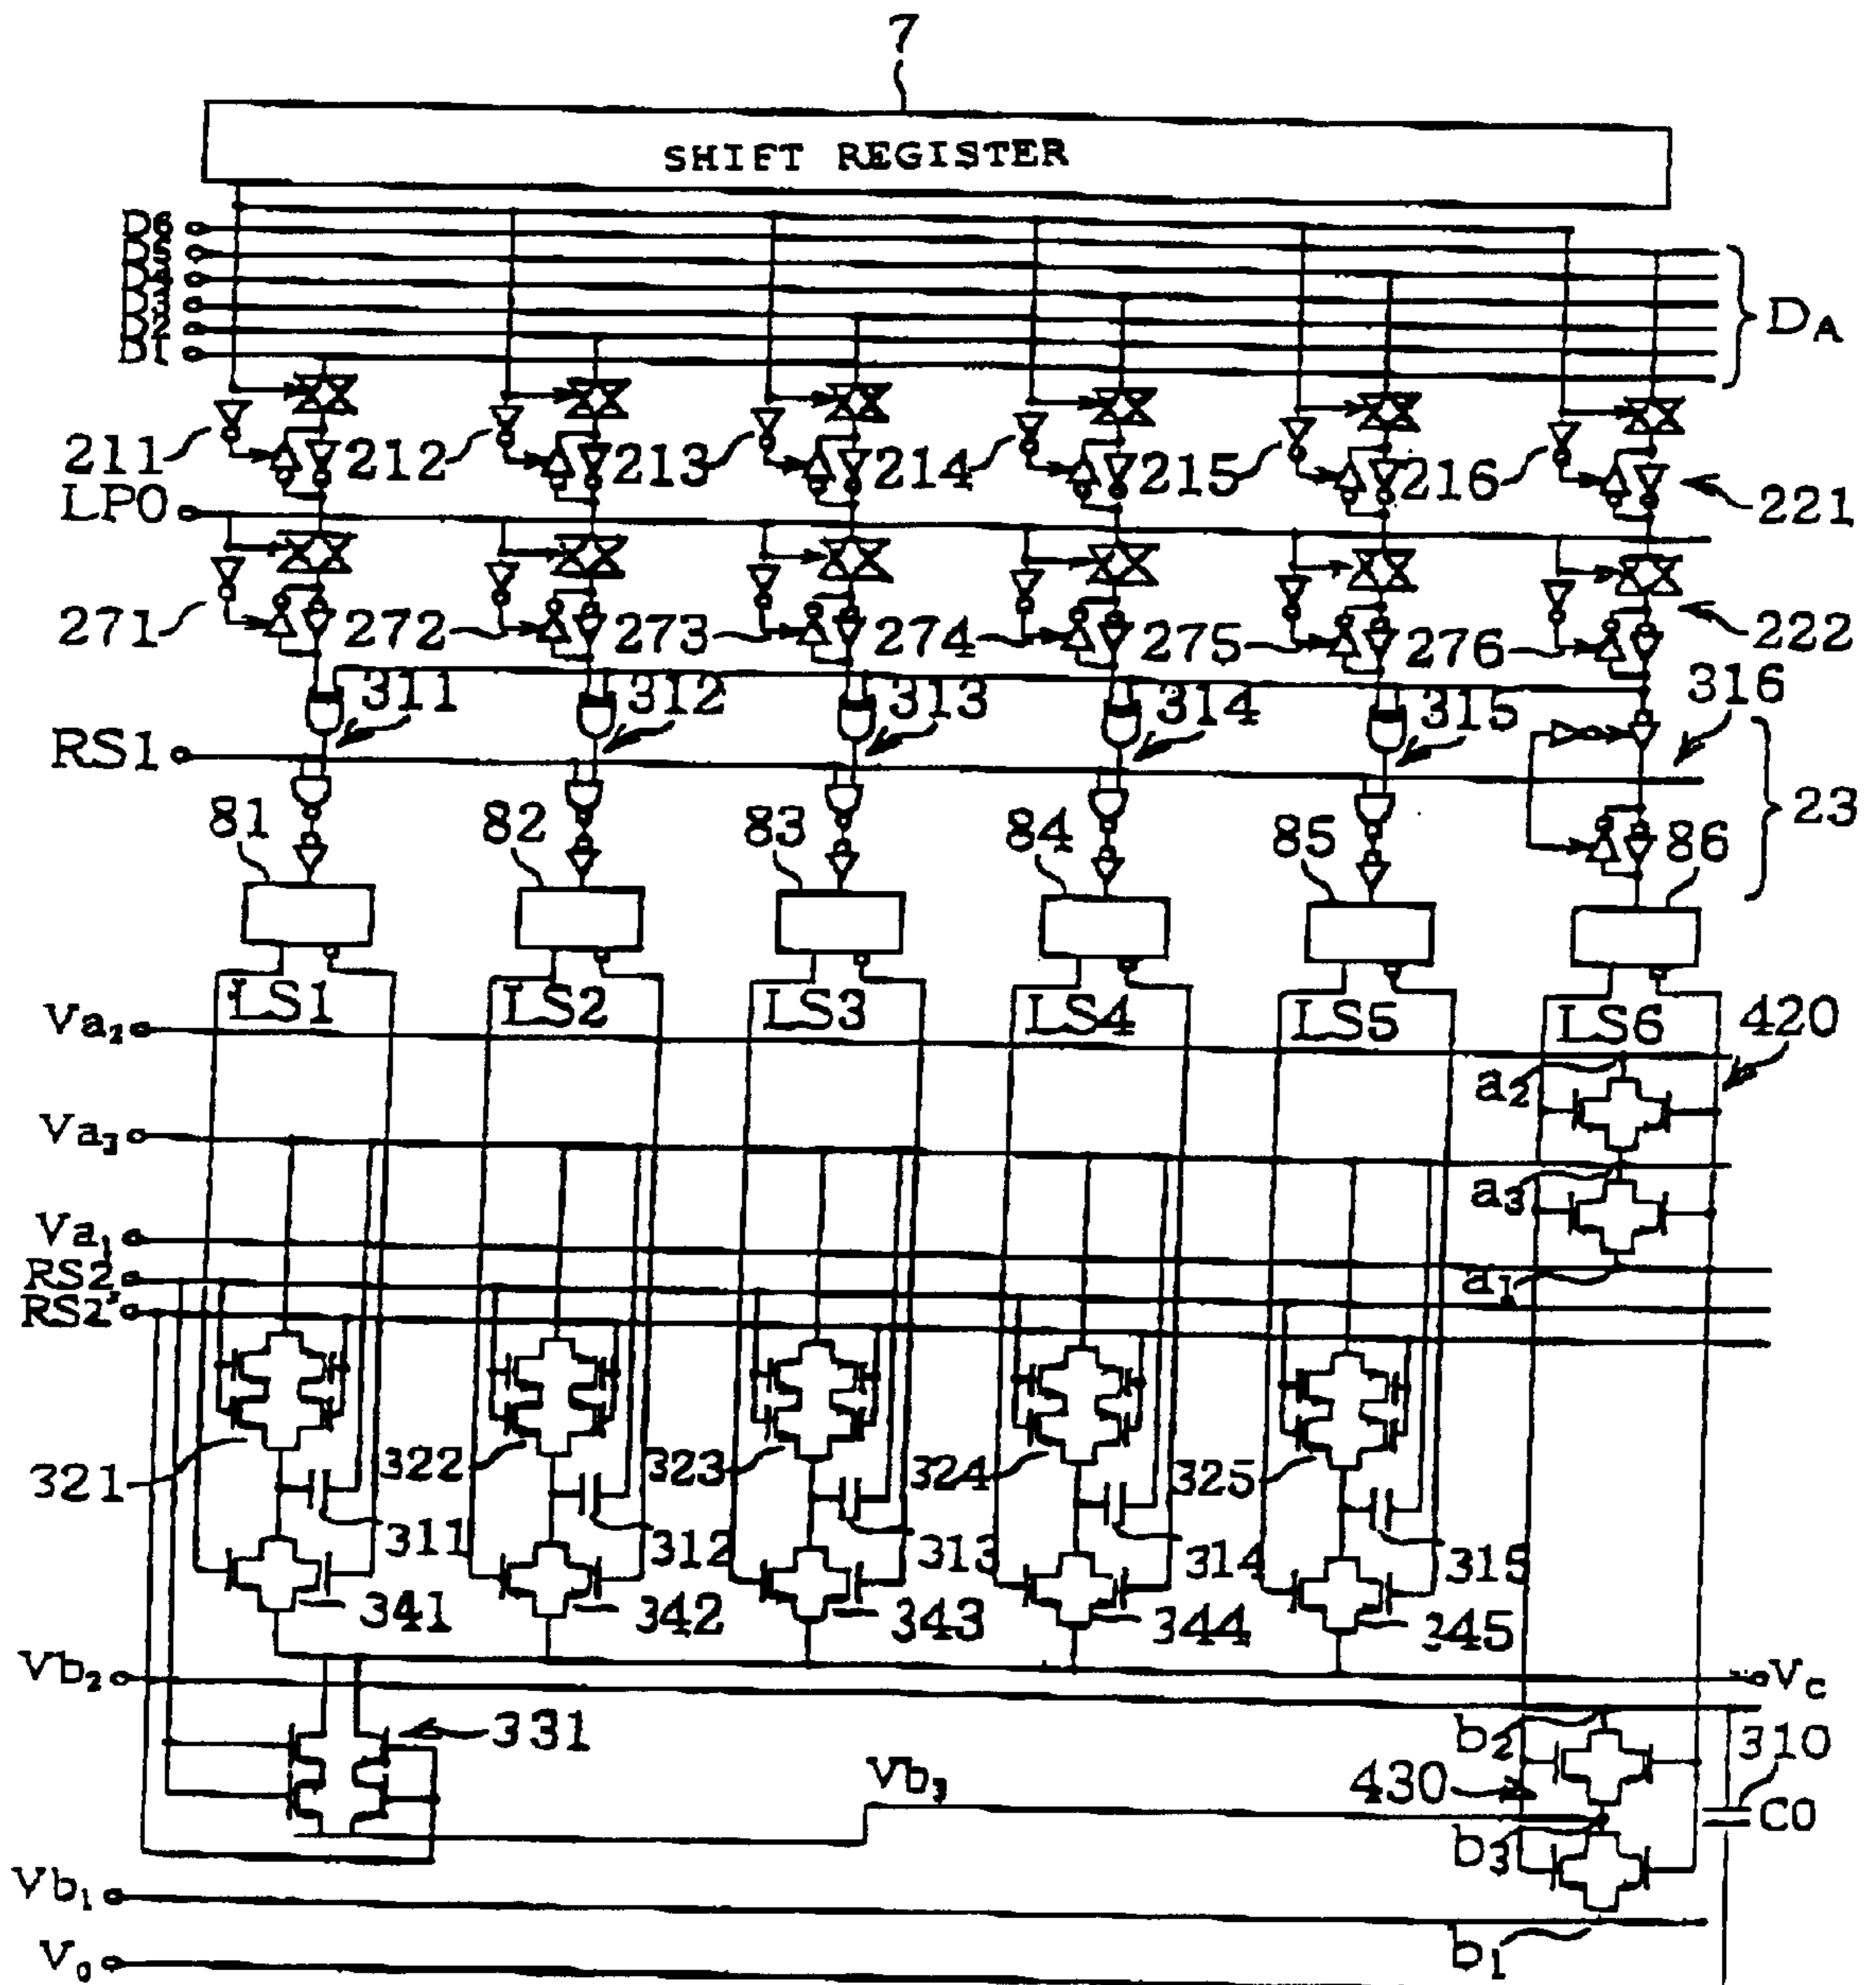 7
SHIFT REGISTER
D6
D5
D4
D3
D2
D1
DA
211
212
213
214
215
216
221
LP0
271
272
273
274
275
276
222
311
312
313
314
315
316
RS1
23
81
82
83
84
85
86
LS1
LS2
LS3
LS4
LS5
LS6
420
Va2
a2
Va3
a3
Va1
a1
RS2
RS2'
321
322
323
324
325
311
312
313
314
315
341
342
343
344
345
Vb2
Vc
331
b2
310
Vb3
430
C0
b3
Vb1
b1
V0